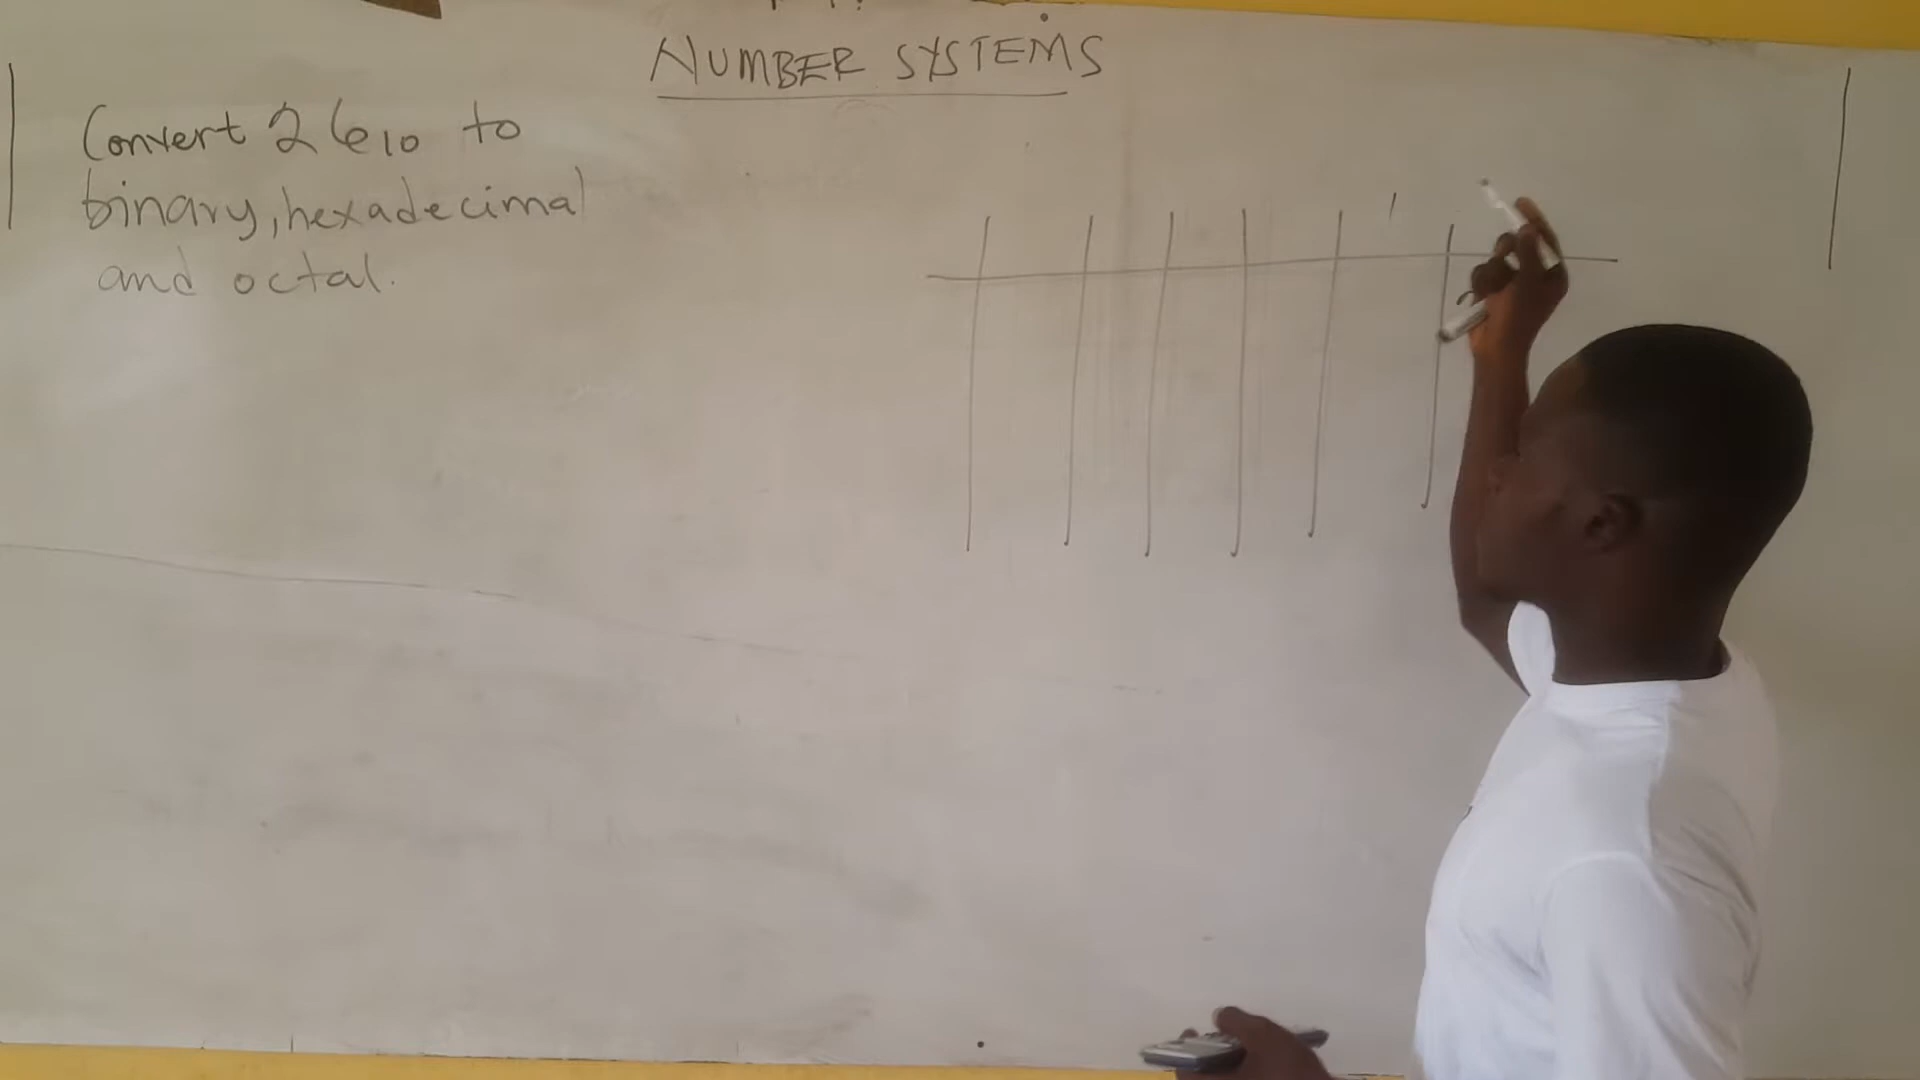 NUMBER SYSTEMS
Convert 26₁₀ to
binary, hexadecimal
and octal.